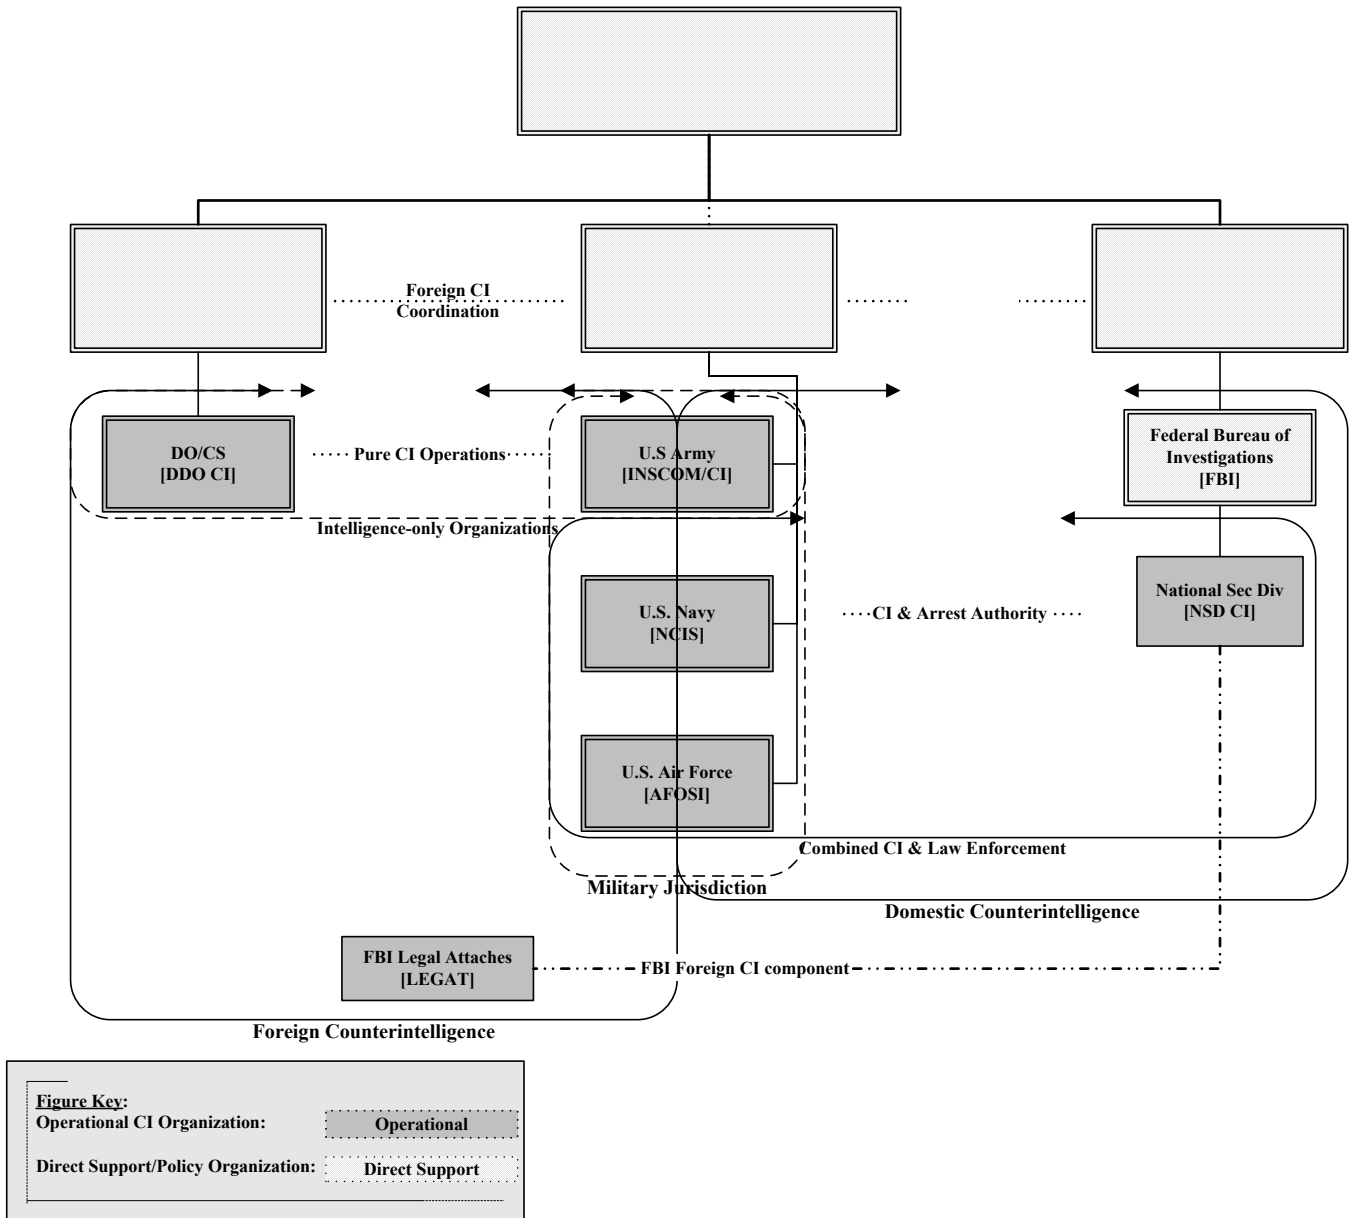 Foreign CI
Coordination
DO/CS
[DDO CI]
Pure CI Operations
U.S Army
[INSCOM/CI]
Federal Bureau of
Investigations
[FBI]
Intelligence-only Organizations
U.S. Navy
[NCIS]
CI & Arrest Authority
National Sec Div
[NSD CI]
U.S. Air Force
[AFOSI]
Combined CI & Law Enforcement
Military Jurisdiction
Domestic Counterintelligence
FBI Legal Attaches
[LEGAT]
FBI Foreign CI component
Foreign Counterintelligence
Figure Key:
Operational CI Organization:
Operational
Direct Support/Policy Organization:
Direct Support